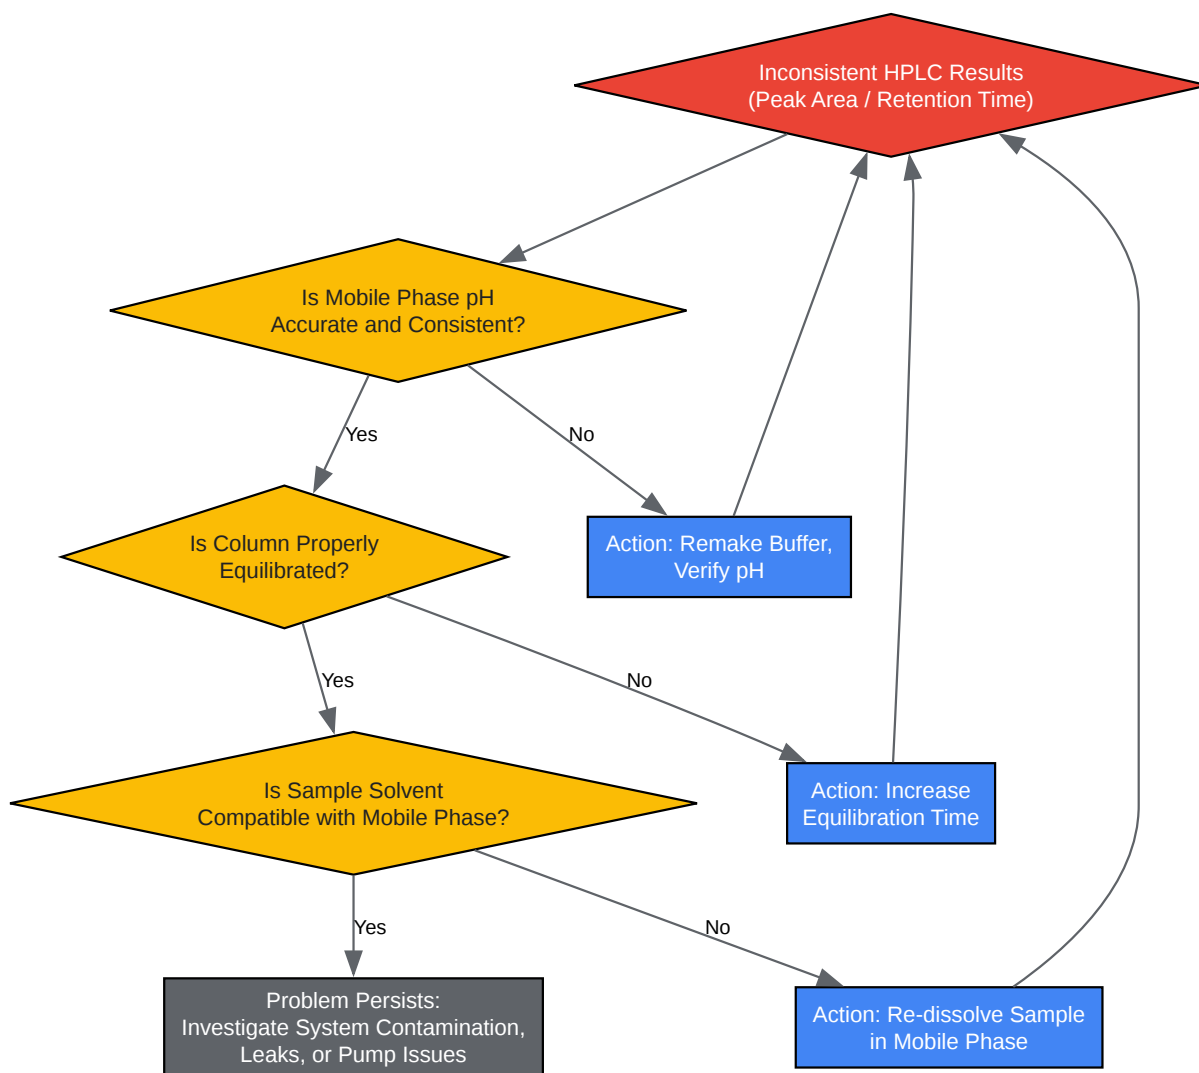 Inconsistent HPLC Results
(Peak Area / Retention Time)
Is Mobile Phase pH
Accurate and Consistent?
Yes
No
Is Column Properly
Equilibrated?
Action: Remake Buffer,
Verify pH
Yes
No
Is Sample Solvent
Compatible with Mobile Phase?
Action: Increase
Equilibration Time
Yes
No
Problem Persists:
Investigate System Contamination,
Leaks, or Pump Issues
Action: Re-dissolve Sample
in Mobile Phase